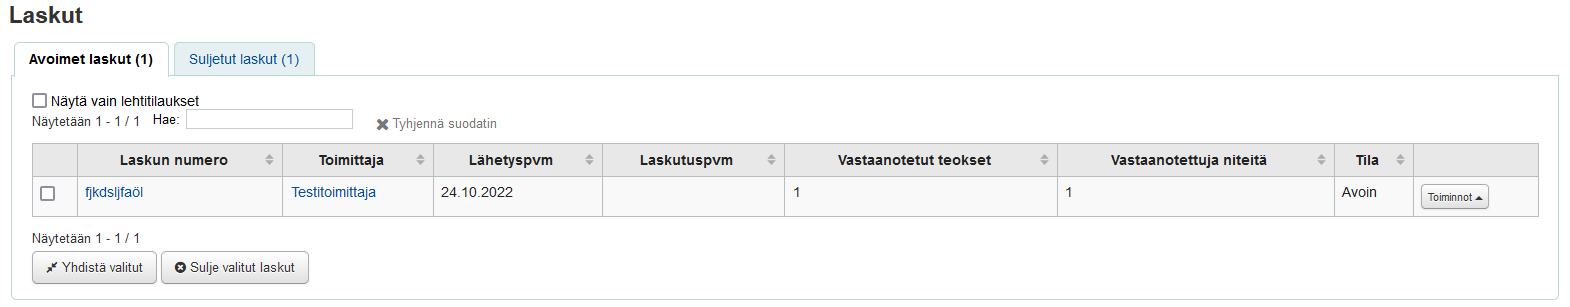 Laskut
Avoimet laskut (1) Suljetut laskut (1)
Näytä vain lehtitilaukset
Näytetään 1 - 1 / 1 Hae: Tyhjennä suodatin
Laskun numero Toimittaja Lähetyspvm Laskutuspvm Vastaanotetut teokset Vastaanotettuja niteitä Tila
fjkdsljfaöl Testitoimittaja 24.10.2022 1 1 Avoin Toiminnot
Näytetään 1 - 1 / 1
Yhdistä valitut Sulje valitut laskut